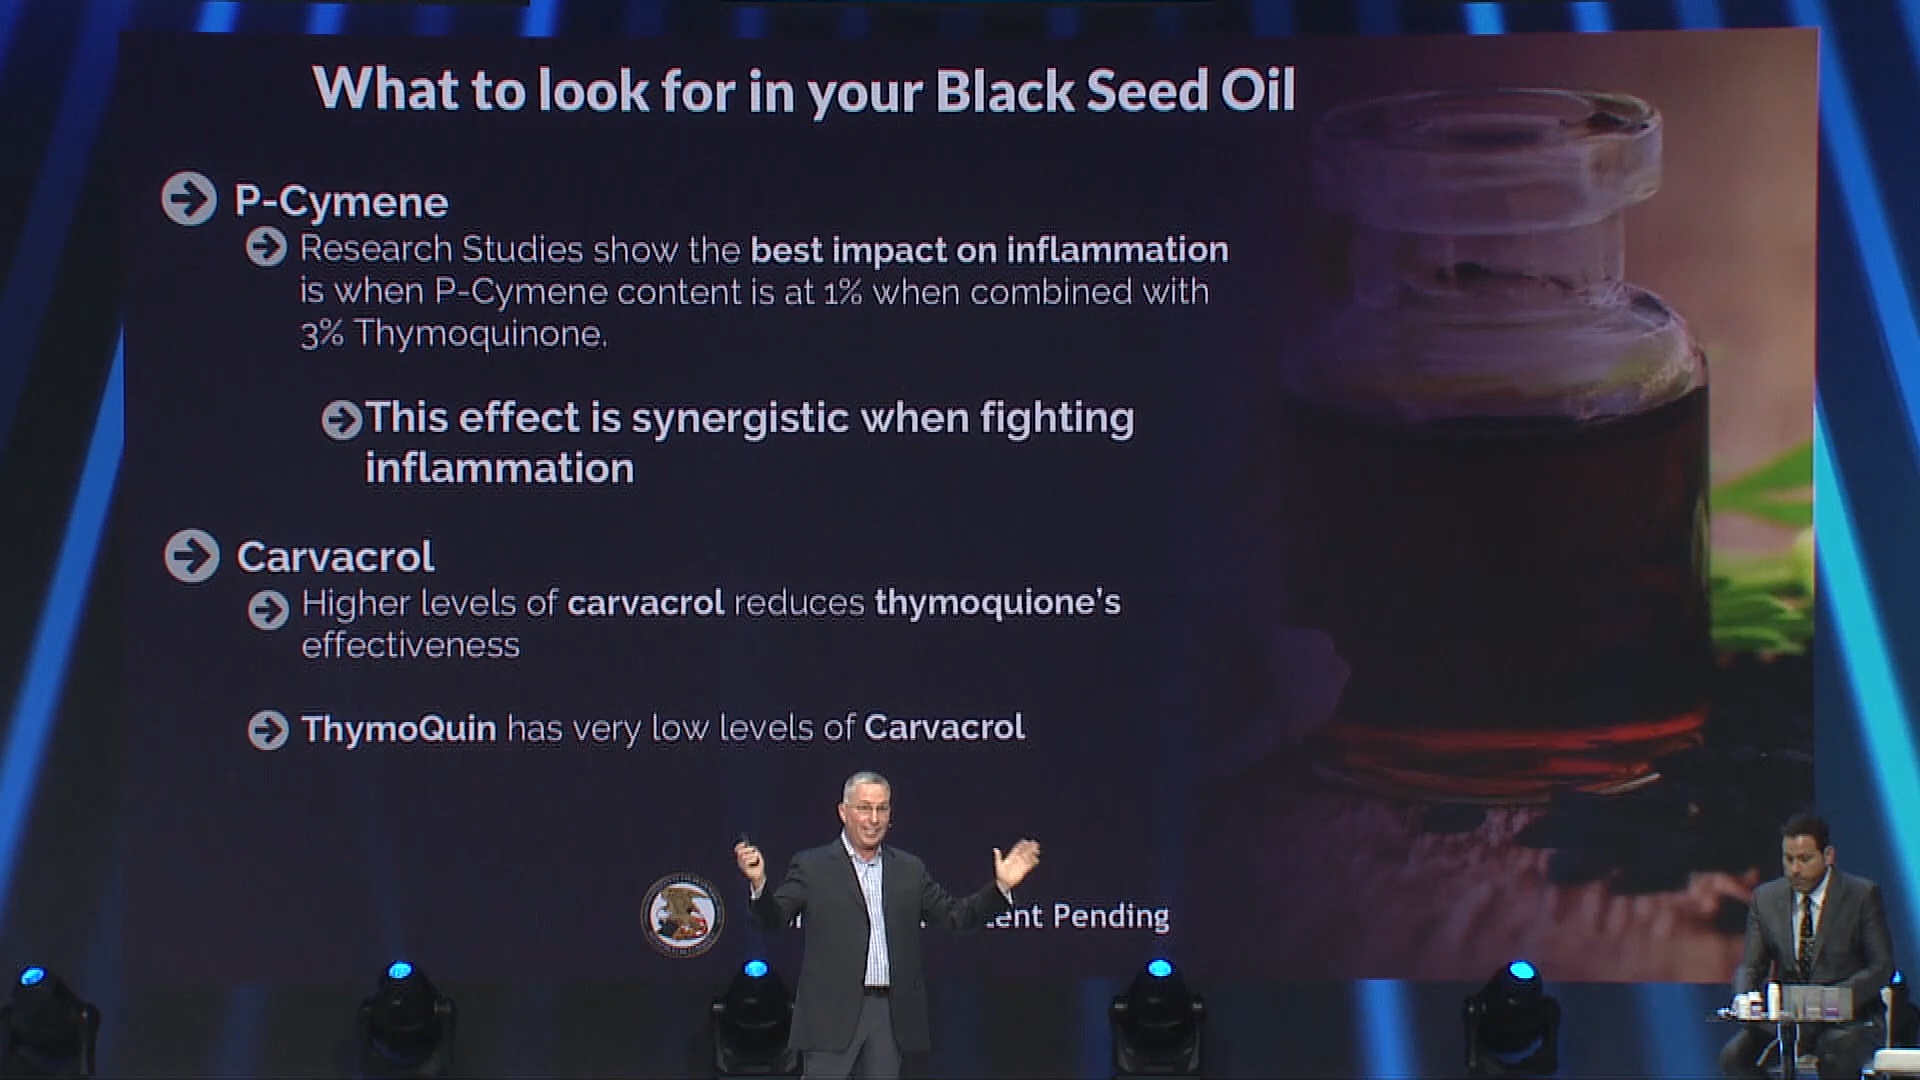 What to look for in your Black Seed Oil
P-Cymene
Research Studies show the best impact on inflammation
is when P-Cymene content is at 1% when combined with
3% Thymoquinone.
This effect is synergistic when fighting
inflammation
Carvacrol
Higher levels of carvacrol reduces thymoquione's
effectiveness
ThymoQuin has very low levels of Carvacrol
Pending